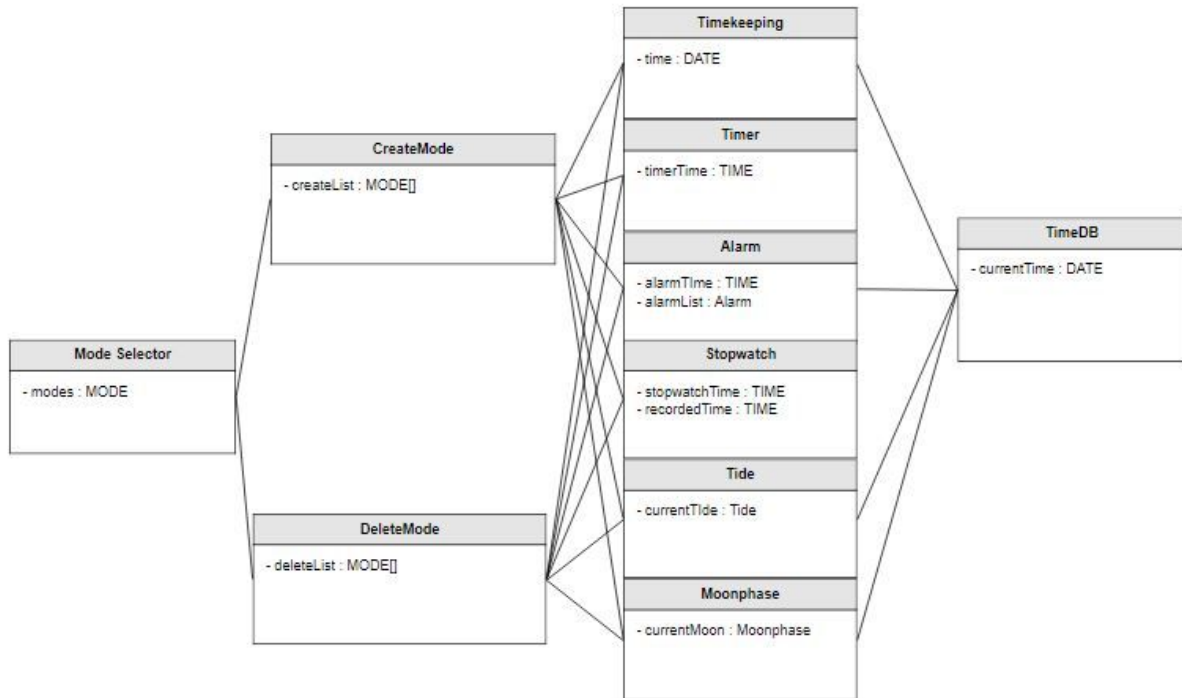 Timekeeping
- time : DATE
Timer
- timerTime : TIME
Alarm
- alarmTIme : TIME
- alarmList : Alarm
Stopwatch
- stopwatchTime : TIME
- recordedTime : TIME
Tide
- currentTIde : Tide
Moonphase
- currentMoon : Moonphase
CreateMode
- createList : MODE[]
DeleteMode
- deleteList : MODE[]
Mode Selector
- modes : MODE
TimeDB
- currentTime : DATE